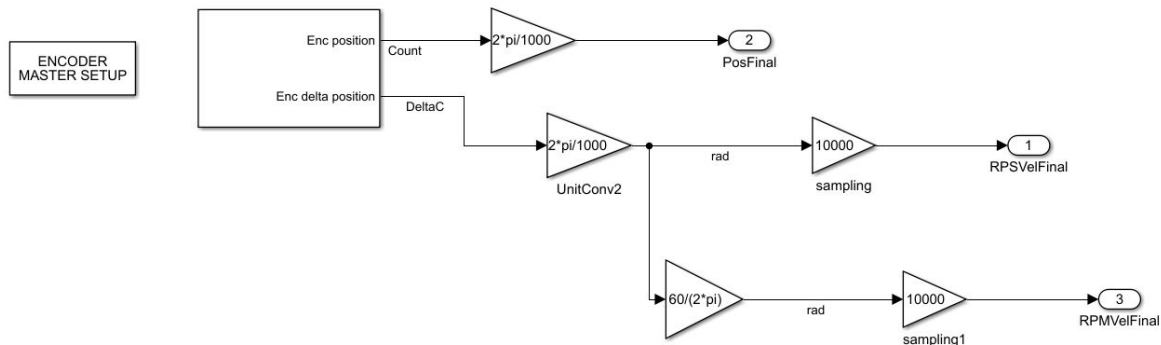 ENCODER
MASTER SETUP
Enc position
Count
2*pi/1000
2
PosFinal
Enc delta position
DeltaC
2*pi/1000
UnitConv2
rad
10000
sampling
1
RPSVelFinal
60/(2*pi)
rad
10000
sampling1
3
RPMVelFinal